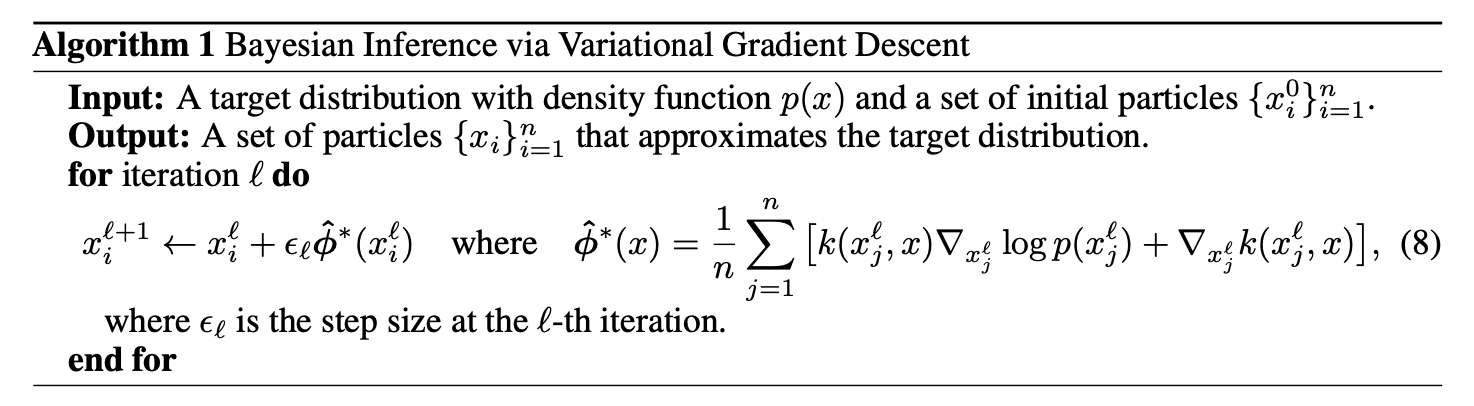 Algorithm 1 Bayesian Inference via Variational Gradient Descent
Input: A target distribution with density function $p(x)$ and a set of initial particles $\{x_i^0\}_{i=1}^n$.
Output: A set of particles $\{x_i\}_{i=1}^n$ that approximates the target distribution.
for iteration $\ell$ do
$x_i^{\ell+1} \leftarrow x_i^{\ell} + \epsilon_\ell \hat{\boldsymbol{\phi}}^*(x_i^\ell)$ where $\hat{\boldsymbol{\phi}}^*(x) = \frac{1}{n} \sum_{j=1}^{n} \left[ k(x_j^\ell, x) \nabla_{x_j^\ell} \log p(x_j^\ell) + \nabla_{x_j^\ell} k(x_j^\ell, x) \right]$, (8)
where $\epsilon_\ell$ is the step size at the $\ell$-th iteration.
end for